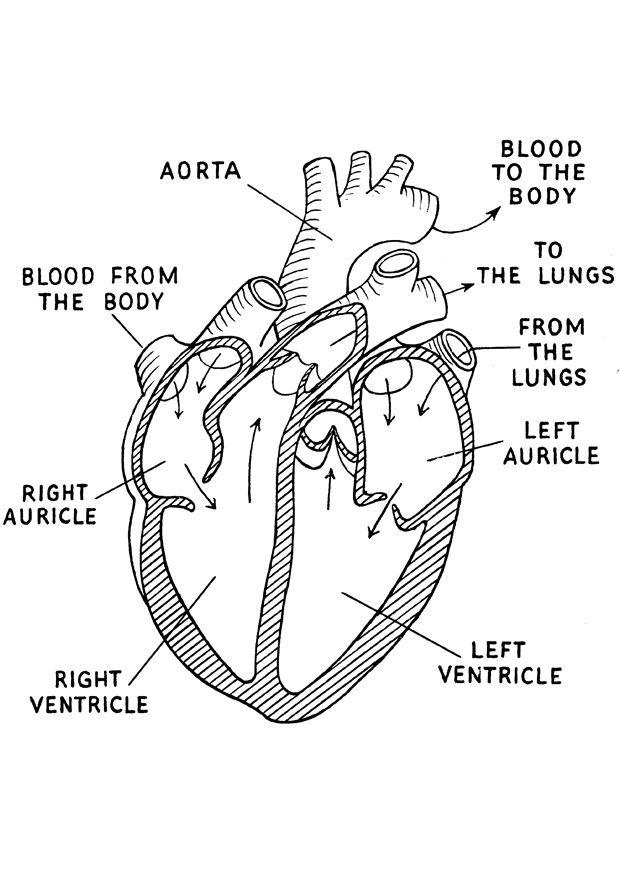 AORTA
BLOOD
TO THE
BODY
BLOOD FROM
THE BODY
TO
THE LUNGS
FROM
THE
LUNGS
LEFT
AURICLE
RIGHT
AURICLE
LEFT
VENTRICLE
RIGHT
VENTRICLE